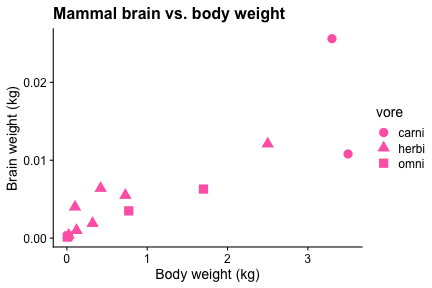 Mammal brain vs. body weight
Brain weight (kg)
0.02
0.01
0.00
0
1
2
3
Body weight (kg)
vore
carni
herbi
omni